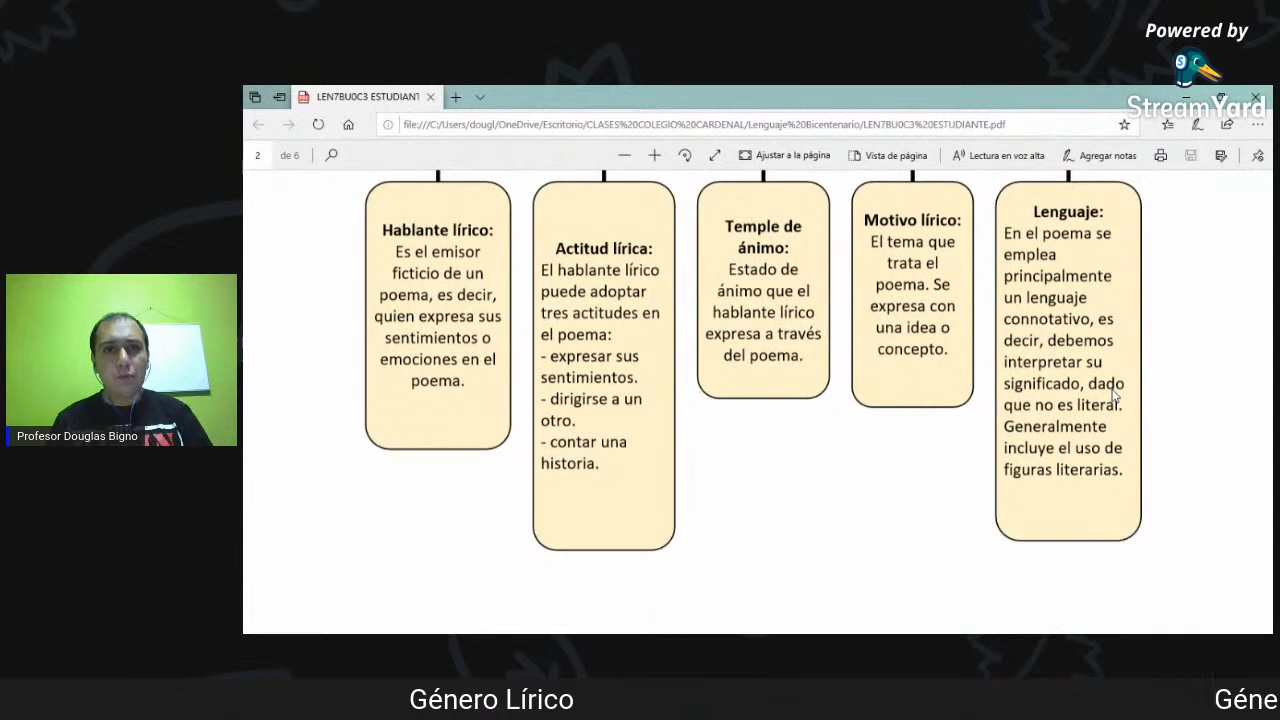 Powered by
StreamYard
LEN7BU0C3 ESTUDIANT
file:///C:/Users/dougl/OneDrive/Escritorio/CLASES%20COLEGIO%20CARDENAL/Lenguaje%20Bicentenario/LEN7BU0C3%20ESTUDIANTE.pdf
2 de 6
Ajustar a la página
Vista de página
Lectura en voz alta
Agregar notas
Hablante lírico:
Es el emisor
ficticio de un
poema, es decir,
quien expresa sus
sentimientos o
emociones en el
poema.
Actitud lírica:
El hablante lírico
puede adoptar
tres actitudes en
el poema:
- expresar sus
sentimientos.
- dirigirse a un
otro.
- contar una
historia.
Temple de
ánimo:
Estado de
ánimo que el
hablante lírico
expresa a través
del poema.
Motivo lírico:
El tema que
trata el
poema. Se
expresa con
una idea o
concepto.
Lenguaje:
En el poema se
emplea
principalmente
un lenguaje
connotativo, es
decir, debemos
interpretar su
significado, dado
que no es literal.
Generalmente
incluye el uso de
figuras literarias.
Profesor Douglas Bigno
Género Lírico
Géne